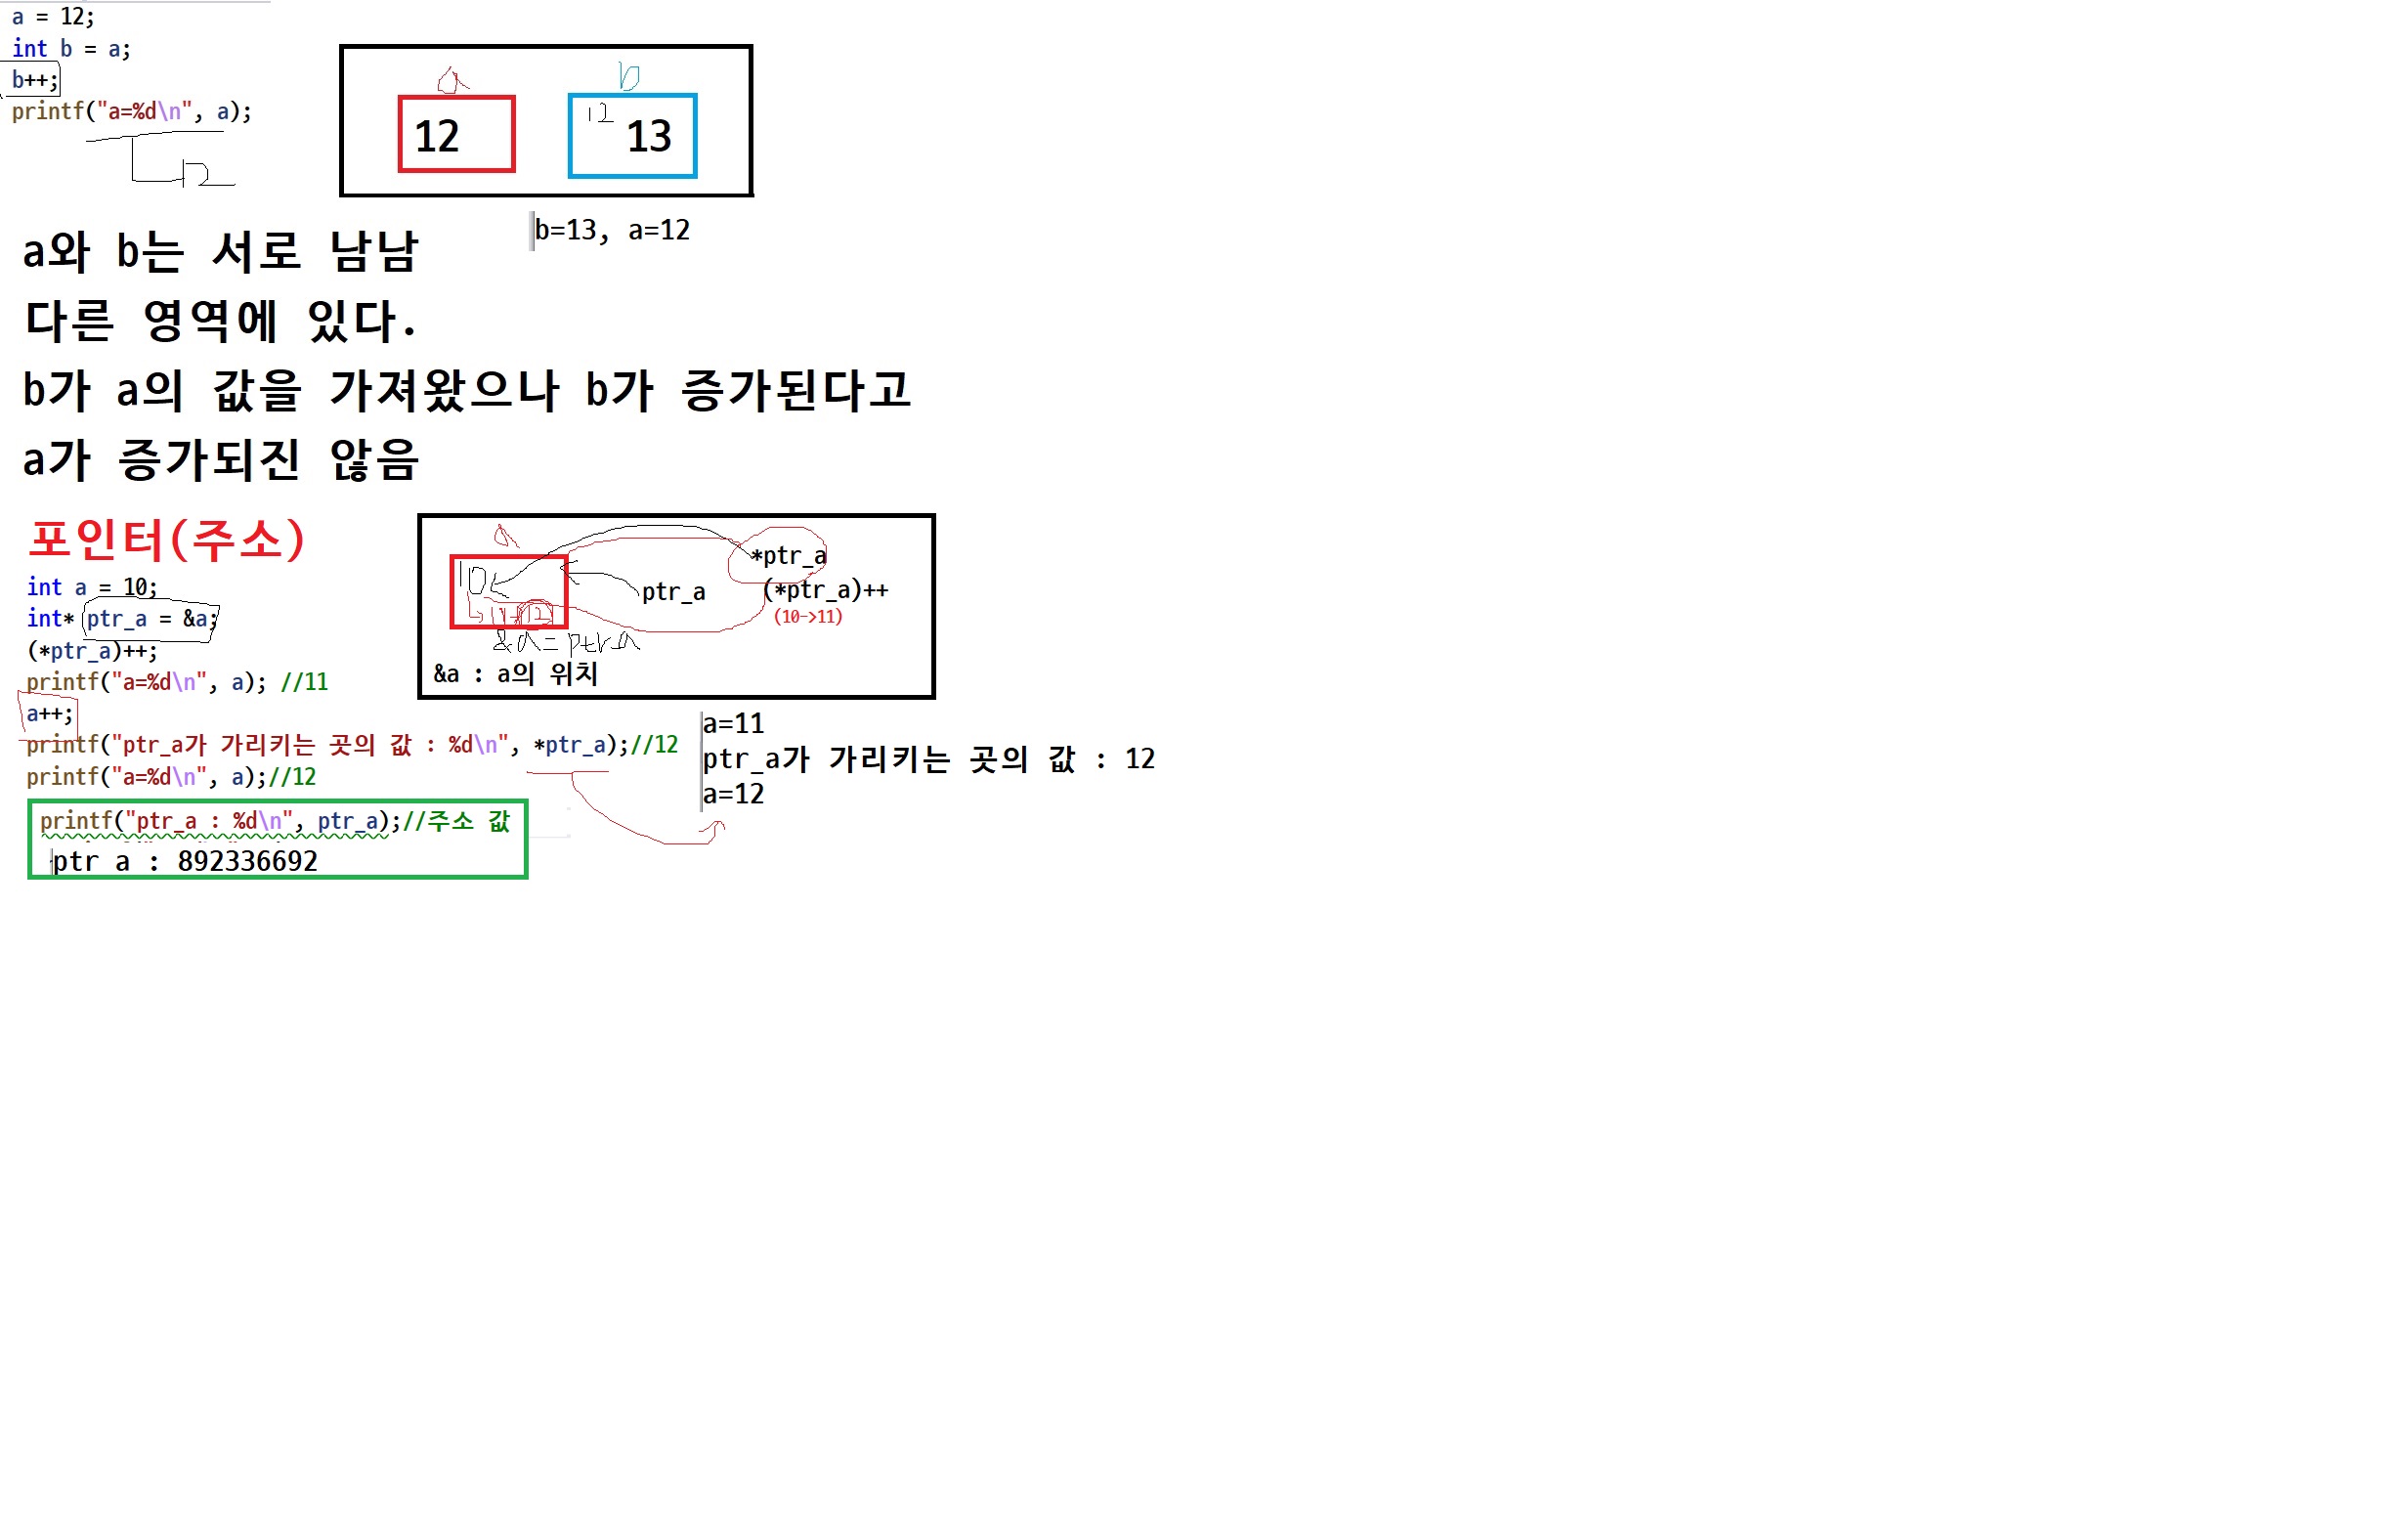 a = 12;
int b = a;
b++;
printf("a=%d\n", a);
12
a
b
12
12 13
b=13, a=12
a와 b는 서로 남남
다른 영역에 있다.
b가 a의 값을 가져왔으나 b가 증가된다고
a가 증가되진 않음
포인터(주소)
int a = 10;
int* ptr_a = &a;
(*ptr_a)++;
printf("a=%d\n", a); //11
a++;
printf("ptr_a가 가리키는 곳의 값 : %d\n", *ptr_a);//12
printf("a=%d\n", a);//12
printf("ptr_a : %d\n", ptr_a);//주소 값
ptr a : 892336692
a
10
*ptr_a
ptr_a
(*ptr_a)++
(10->11)
&a=ptr_a
&a : a의 위치
a=11
ptr_a가 가리키는 곳의 값 : 12
a=12